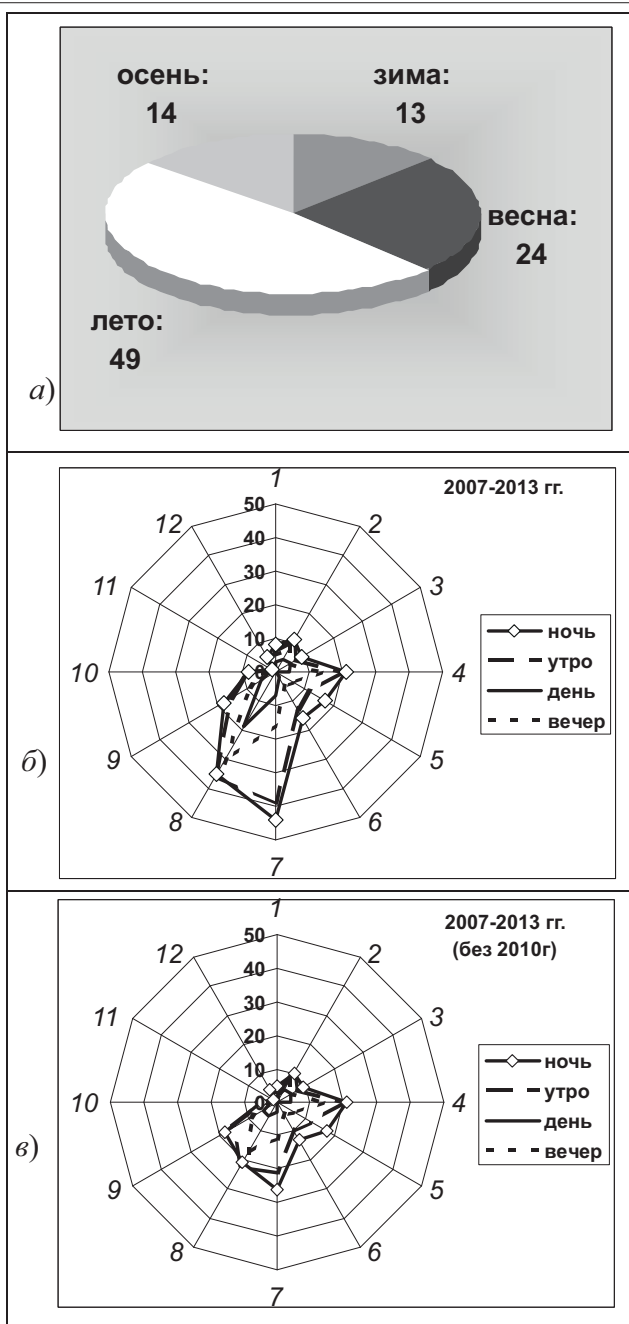 осень:
14
зима:
13
весна:
24
лето:
49
а)
2007-2013 гг.
1
2
3
4
5
6
7
8
9
10
11
12
50
40
30
20
10
0
ночь
утро
день
вечер
б)
2007-2013 гг.
(без 2010г)
1
2
3
4
5
6
7
8
9
10
11
12
50
40
30
20
10
0
ночь
утро
день
вечер
в)